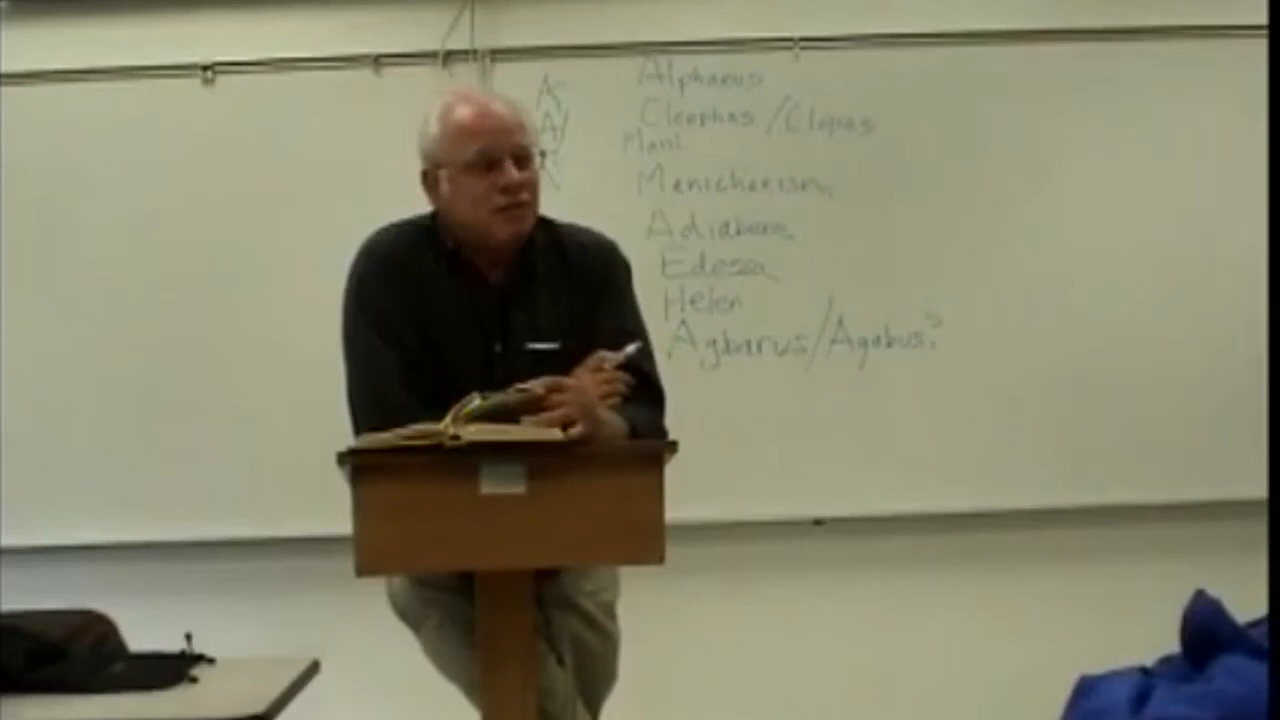 Alphaeus
Cleophas / Clopas
Mani
Manichaeism
Adiabene
Edessa
Helen
Agbarus / Agabus?